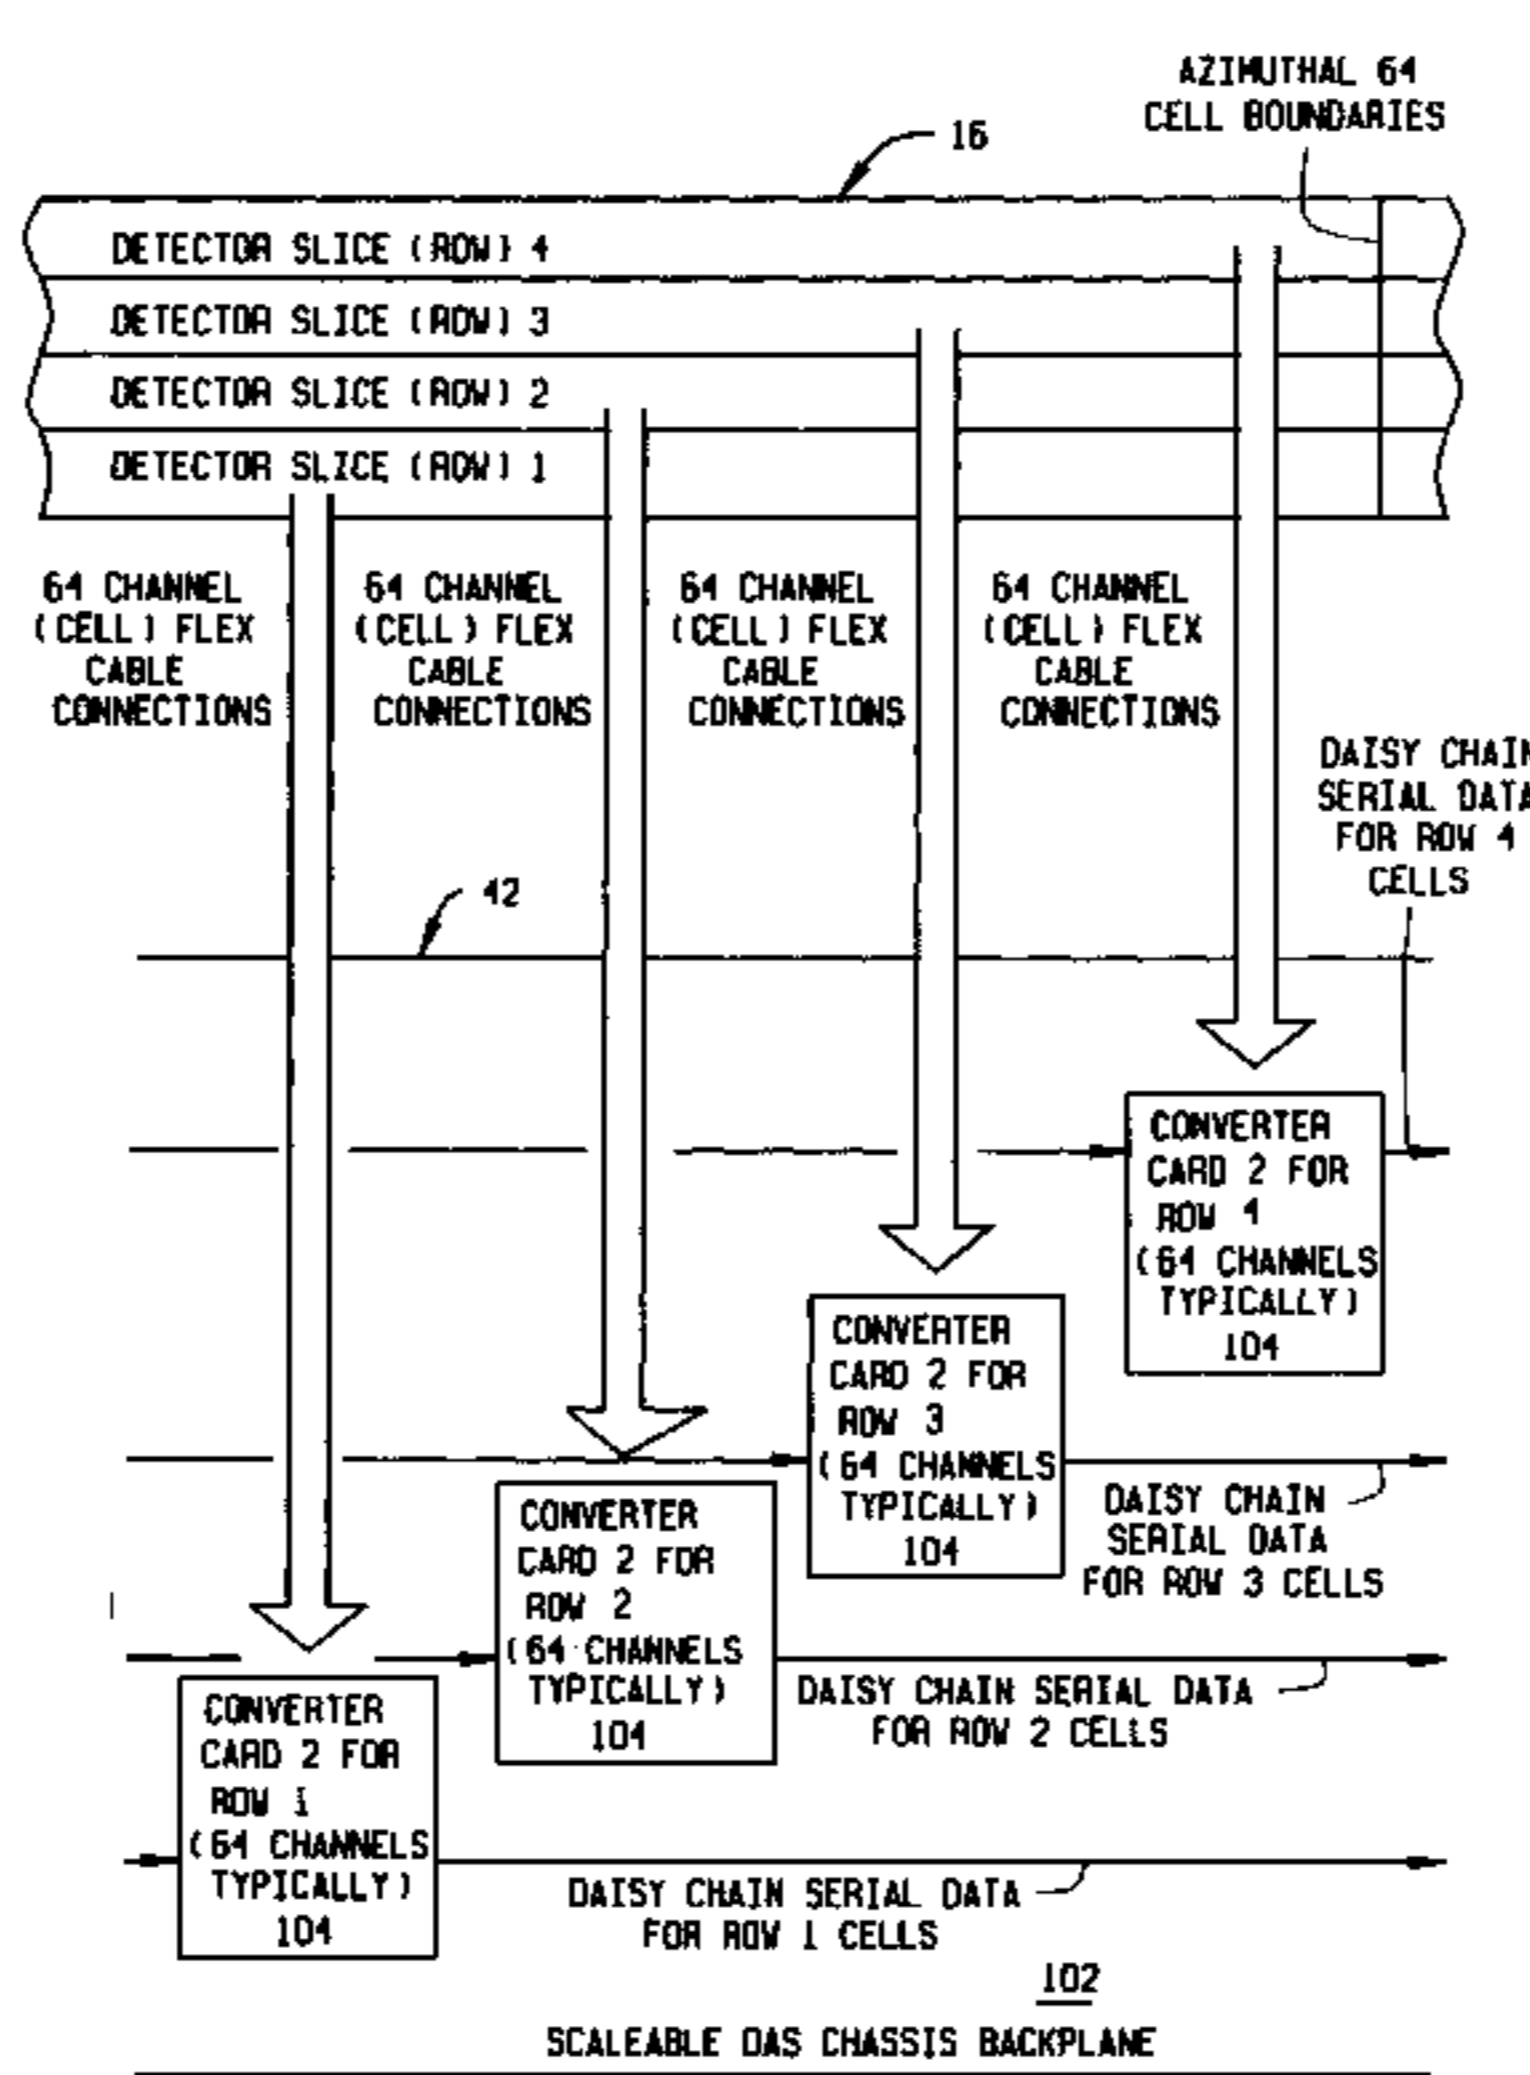 AZIMUTHAL 64
CELL BOUNDARIES
16
DETECTOR SLICE (ROW) 4
DETECTOR SLICE (ROW) 3
DETECTOR SLICE (ROW) 2
DETECTOR SLICE (ROW) 1
64 CHANNEL
(CELL) FLEX
CABLE
CONNECTIONS
64 CHANNEL
(CELL) FLEX
CABLE
CONNECTIONS
64 CHANNEL
(CELL) FLEX
CABLE
CONNECTIONS
64 CHANNEL
(CELL) FLEX
CABLE
CONNECTIONS
DAISY CHAIN
SERIAL DATA
FOR ROW 4
CELLS
42
CONVERTER
CARD 2 FOR
ROW 4
(64 CHANNELS
TYPICALLY)
104
CONVERTER
CARD 2 FOR
ROW 3
(64 CHANNELS
TYPICALLY)
104
DAISY CHAIN
SERIAL DATA
FOR ROW 3 CELLS
CONVERTER
CARD 2 FOR
ROW 2
(64 CHANNELS
TYPICALLY)
104
DAISY CHAIN SERIAL DATA
FOR ROW 2 CELLS
CONVERTER
CARD 2 FOR
ROW 1
(64 CHANNELS
TYPICALLY)
104
DAISY CHAIN SERIAL DATA
FOR ROW 1 CELLS
102
SCALEABLE DAS CHASSIS BACKPLANE